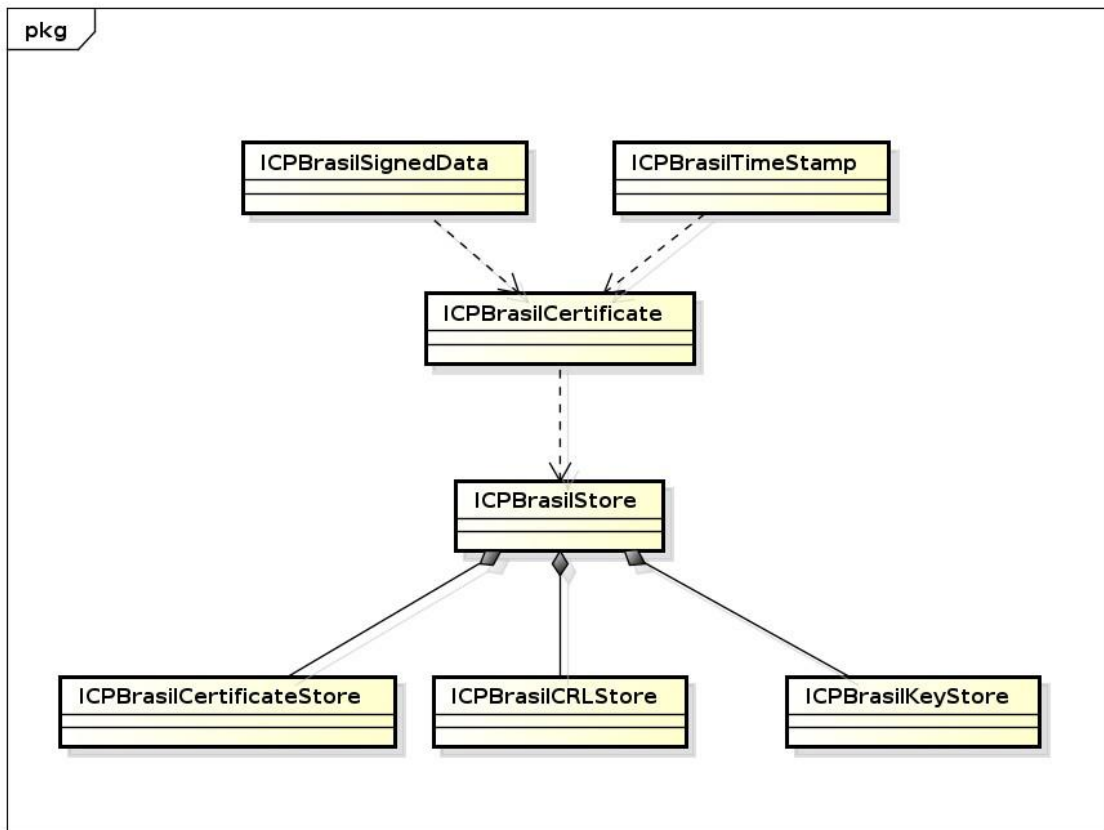 pkg
ICPBrasilSignedData
ICPBrasilTimeStamp
ICPBrasilCertificate
ICPBrasilStore
ICPBrasilCertificateStore
ICPBrasilCRLStore
ICPBrasilKeyStore